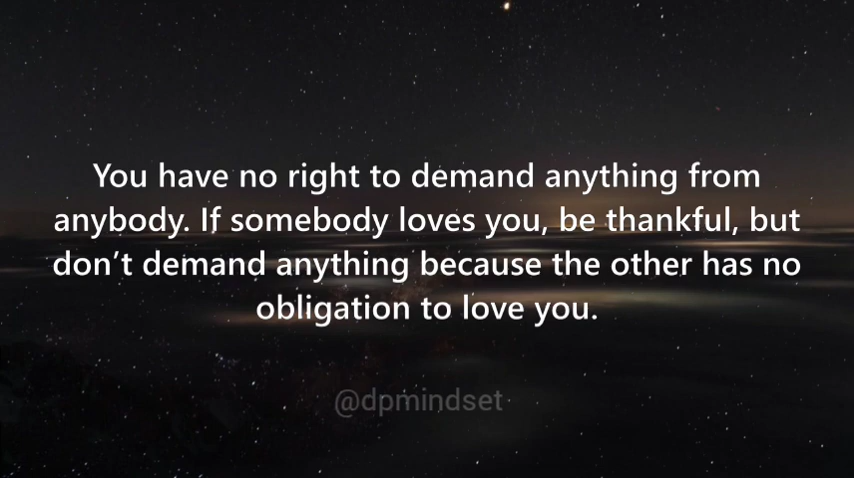 You have no right to demand anything from
anybody. If somebody loves you, be thankful, but
don’t demand anything because the other has no
obligation to love you.
@dpmindset